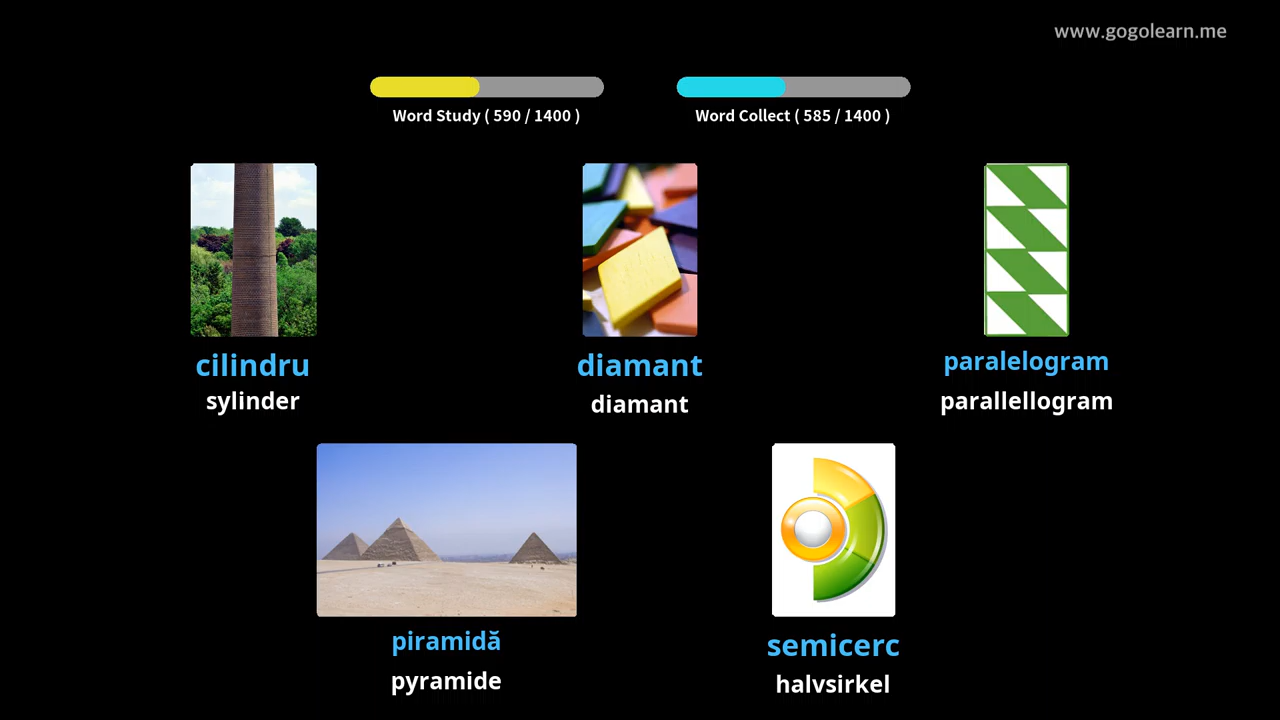 www.gogolearn.me
Word Study ( 590 / 1400 )
Word Collect ( 585 / 1400 )
cilindru
sylinder
diamant
diamant
paralelogram
parallellogram
piramidă
pyramide
semicerc
halvsirkel